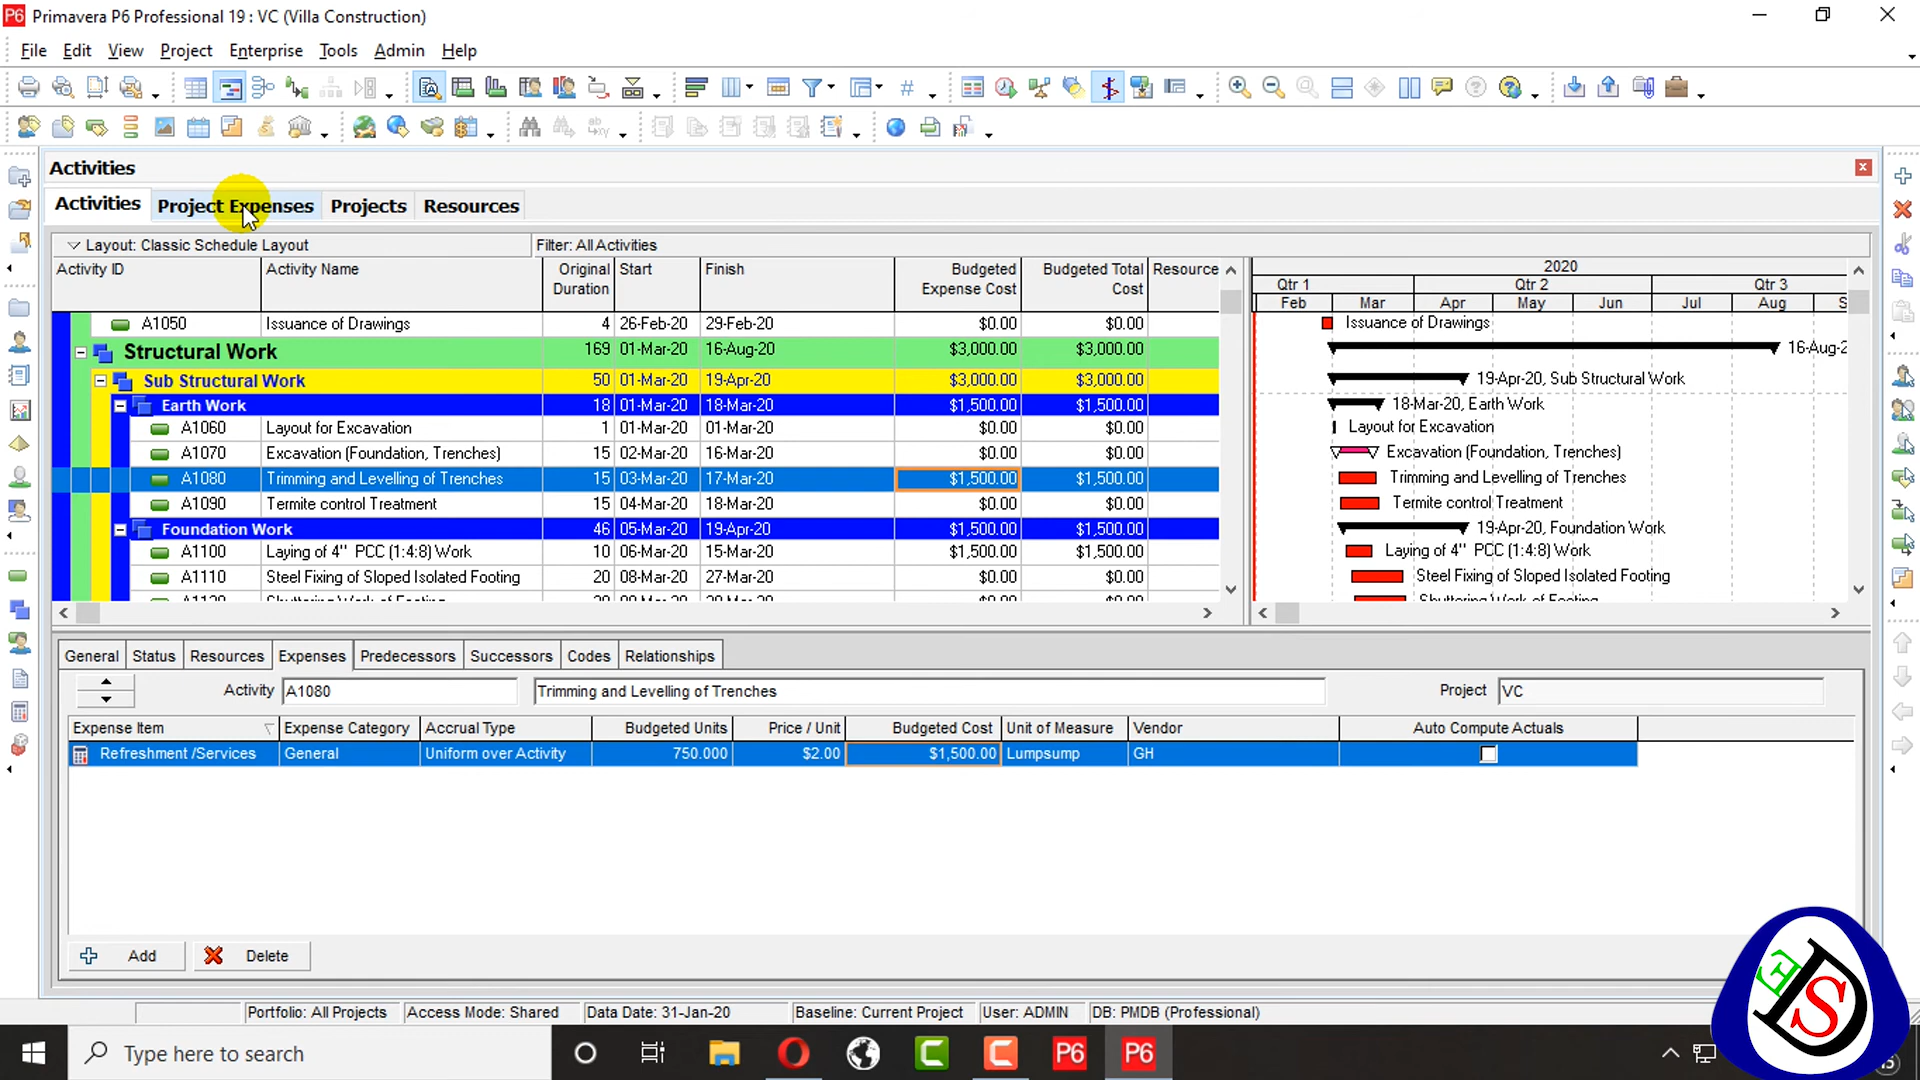 Primavera P6 Professional 19 : VC (Villa Construction)
File Edit View Project Enterprise Tools Admin Help
Activities
Activities Project Expenses Projects Resources
Layout: Classic Schedule Layout Filter: All Activities
Activity ID Activity Name Original Duration Start Finish Budgeted Expense Cost Budgeted Total Cost Resource
2020
Qtr 1 Qtr 2 Qtr 3
Feb Mar Apr May Jun Jul Aug S
A1050 Issuance of Drawings 4 26-Feb-20 29-Feb-20 $0.00 $0.00 Issuance of Drawings
Structural Work 169 01-Mar-20 16-Aug-20 $3,000.00 $3,000.00 16-Aug-2
Sub Structural Work 50 01-Mar-20 19-Apr-20 $3,000.00 $3,000.00 19-Apr-20, Sub Structural Work
Earth Work 18 01-Mar-20 18-Mar-20 $1,500.00 $1,500.00 18-Mar-20, Earth Work
A1060 Layout for Excavation 1 01-Mar-20 01-Mar-20 $0.00 $0.00 Layout for Excavation
A1070 Excavation (Foundation, Trenches) 15 02-Mar-20 16-Mar-20 $0.00 $0.00 Excavation (Foundation, Trenches)
A1080 Trimming and Levelling of Trenches 15 03-Mar-20 17-Mar-20 $1,500.00 $1,500.00 Trimming and Levelling of Trenches
A1090 Termite control Treatment 15 04-Mar-20 18-Mar-20 $0.00 $0.00 Termite control Treatment
Foundation Work 46 05-Mar-20 19-Apr-20 $1,500.00 $1,500.00 19-Apr-20, Foundation Work
A1100 Laying of 4'' PCC (1:4:8) Work 10 06-Mar-20 15-Mar-20 $1,500.00 $1,500.00 Laying of 4'' PCC (1:4:8) Work
A1110 Steel Fixing of Sloped Isolated Footing 20 08-Mar-20 27-Mar-20 $0.00 $0.00 Steel Fixing of Sloped Isolated Footing
General Status Resources Expenses Predecessors Successors Codes Relationships
Activity A1080 Trimming and Levelling of Trenches Project VC
Expense Item Expense Category Accrual Type Budgeted Units Price / Unit Budgeted Cost Unit of Measure Vendor Auto Compute Actuals
Refreshment /Services General Uniform over Activity 750.000 $2.00 $1,500.00 Lumpsump GH
Add Delete
Portfolio: All Projects Access Mode: Shared Data Date: 31-Jan-20 Baseline: Current Project User: ADMIN DB: PMDB (Professional)
Type here to search
P6 P6